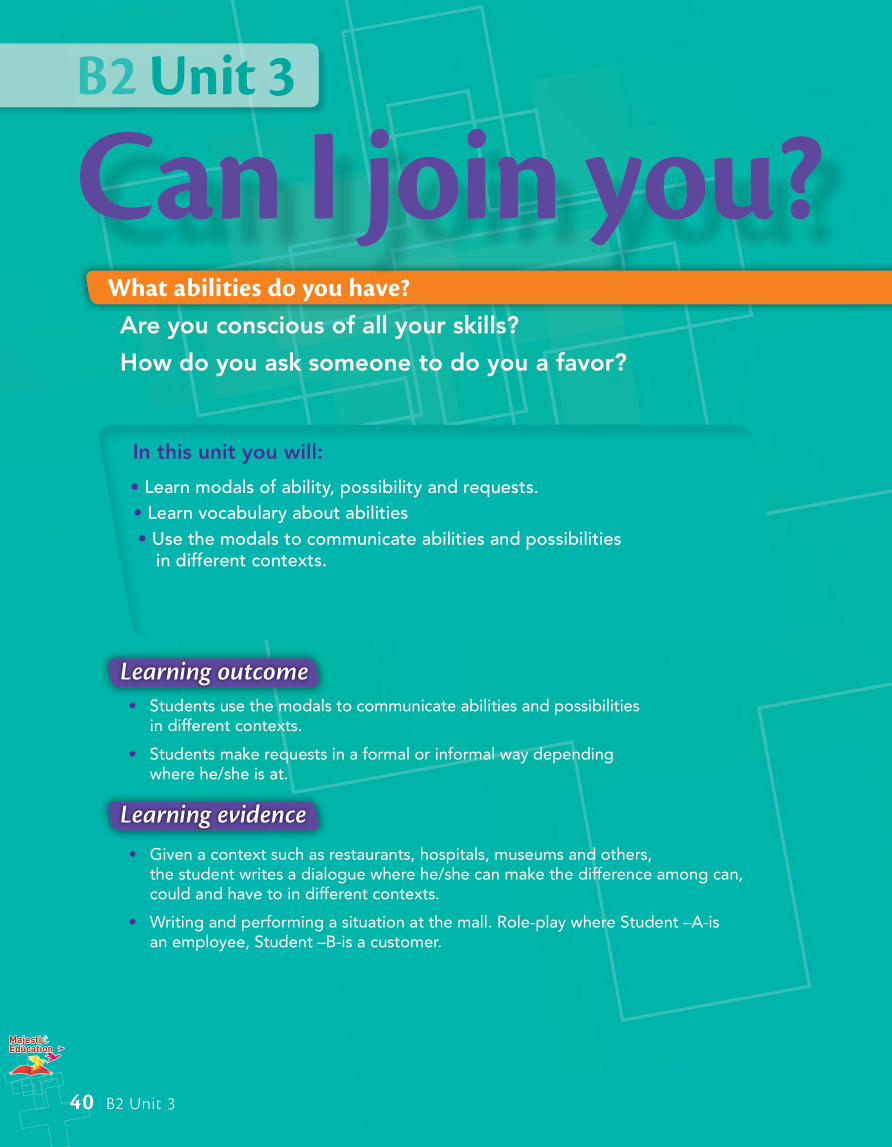 B2 Unit 3
Can I join you?
What abilities do you have?
Are you conscious of all your skills?
How do you ask someone to do you a favor?
In this unit you will:
• Learn modals of ability, possibility and requests.
• Learn vocabulary about abilities
• Use the modals to communicate abilities and possibilities
in different contexts.
Learning outcome
• Students use the modals to communicate abilities and possibilities
in different contexts.
• Students make requests in a formal or informal way depending
where he/she is at.
Learning evidence
• Given a context such as restaurants, hospitals, museums and others,
the student writes a dialogue where he/she can make the difference among can,
could and have to in different contexts.
• Writing and performing a situation at the mall. Role-play where Student –A-is
an employee, Student –B-is a customer.
Majestic
Education
40 B2 Unit 3